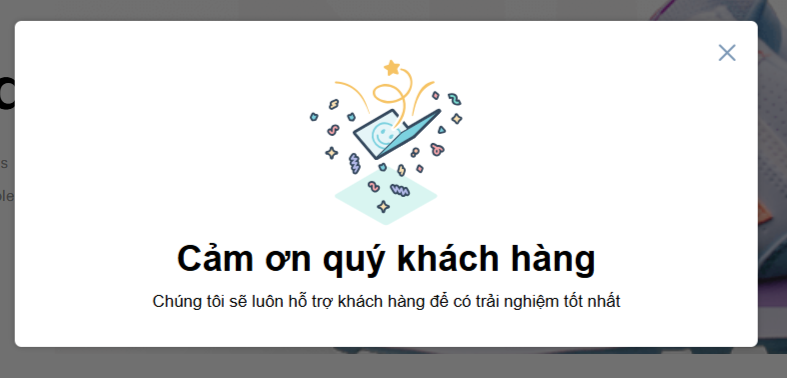 Cảm ơn quý khách hàng
Chúng tôi sẽ luôn hỗ trợ khách hàng để có trải nghiệm tốt nhất